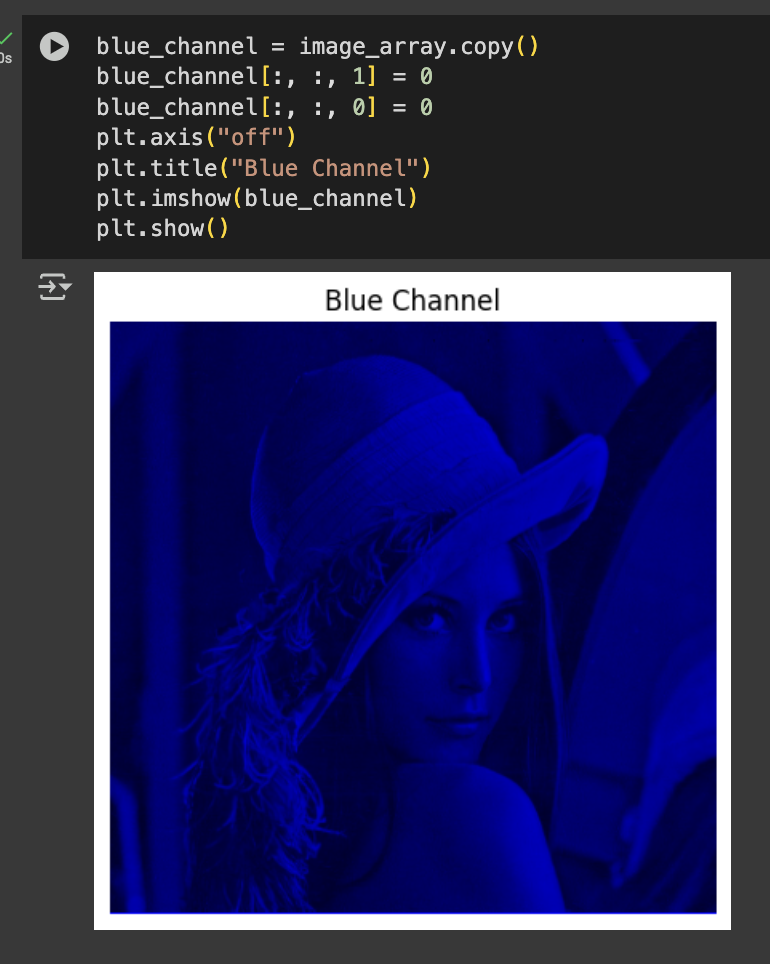 blue_channel = image_array.copy()
blue_channel[:, :, 1] = 0
blue_channel[:, :, 0] = 0
plt.axis("off")
plt.title("Blue Channel")
plt.imshow(blue_channel)
plt.show()
0s
Blue Channel